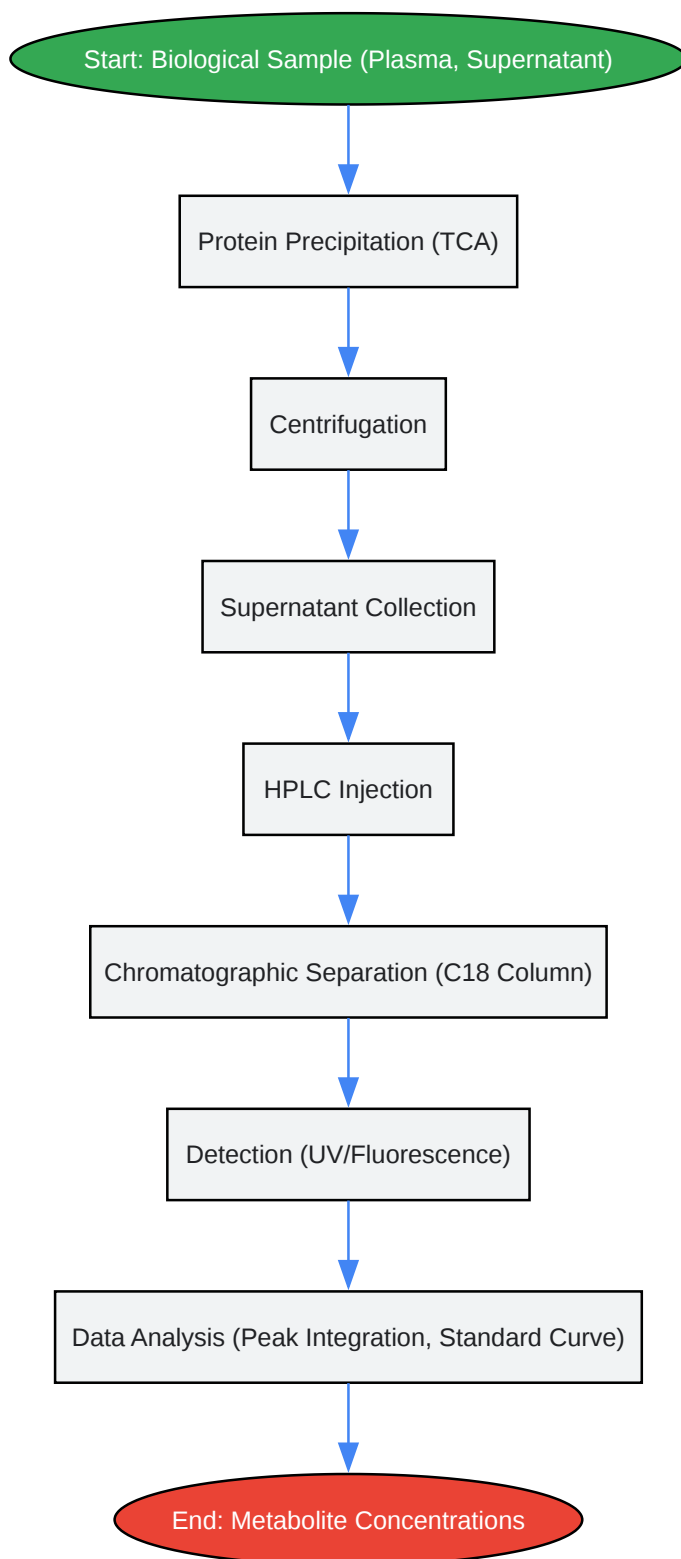 Start: Biological Sample (Plasma, Supernatant)
Protein Precipitation (TCA)
Centrifugation
Supernatant Collection
HPLC Injection
Chromatographic Separation (C18 Column)
Detection (UV/Fluorescence)
Data Analysis (Peak Integration, Standard Curve)
End: Metabolite Concentrations